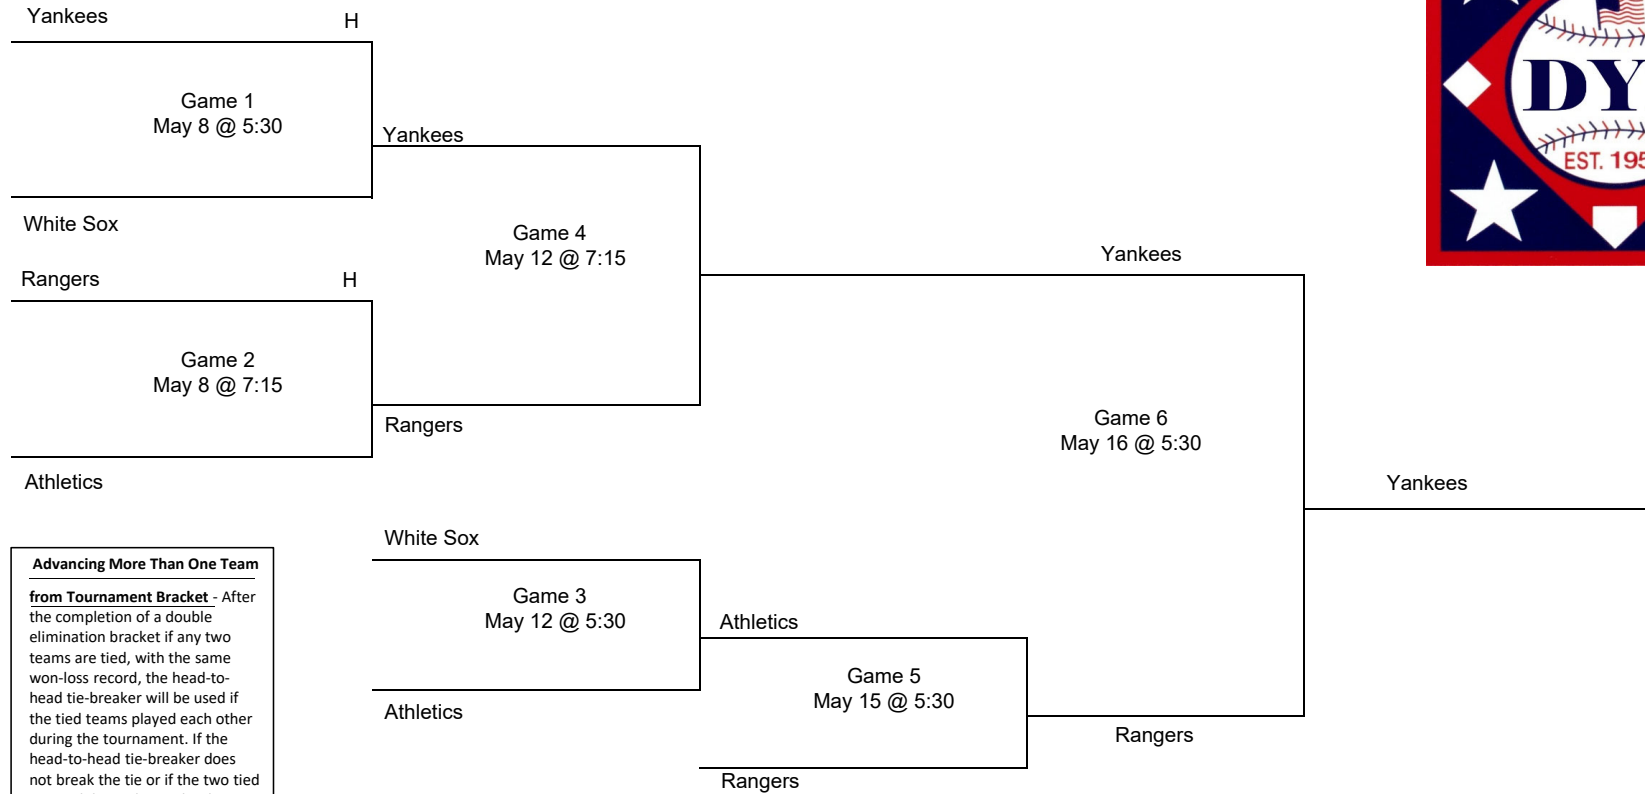 Yankees H
Game 1
May 8 @ 5:30
White Sox
Yankees
Rangers H
Game 2
May 8 @ 7:15
Athletics
Game 4
May 12 @ 7:15
Rangers
Yankees
White Sox
Game 3
May 12 @ 5:30
Athletics
Athletics
Game 5
May 15 @ 5:30
Rangers
Game 6
May 16 @ 5:30
Rangers
Yankees
DY
EST. 195
Advancing More Than One Team
from Tournament Bracket - After
the completion of a double
elimination bracket if any two
teams are tied, with the same
won-loss record, the head-to-
head tie-breaker will be used if
the tied teams played each other
during the tournament. If the
head-to-head tie-breaker does
not break the tie or if the two tied